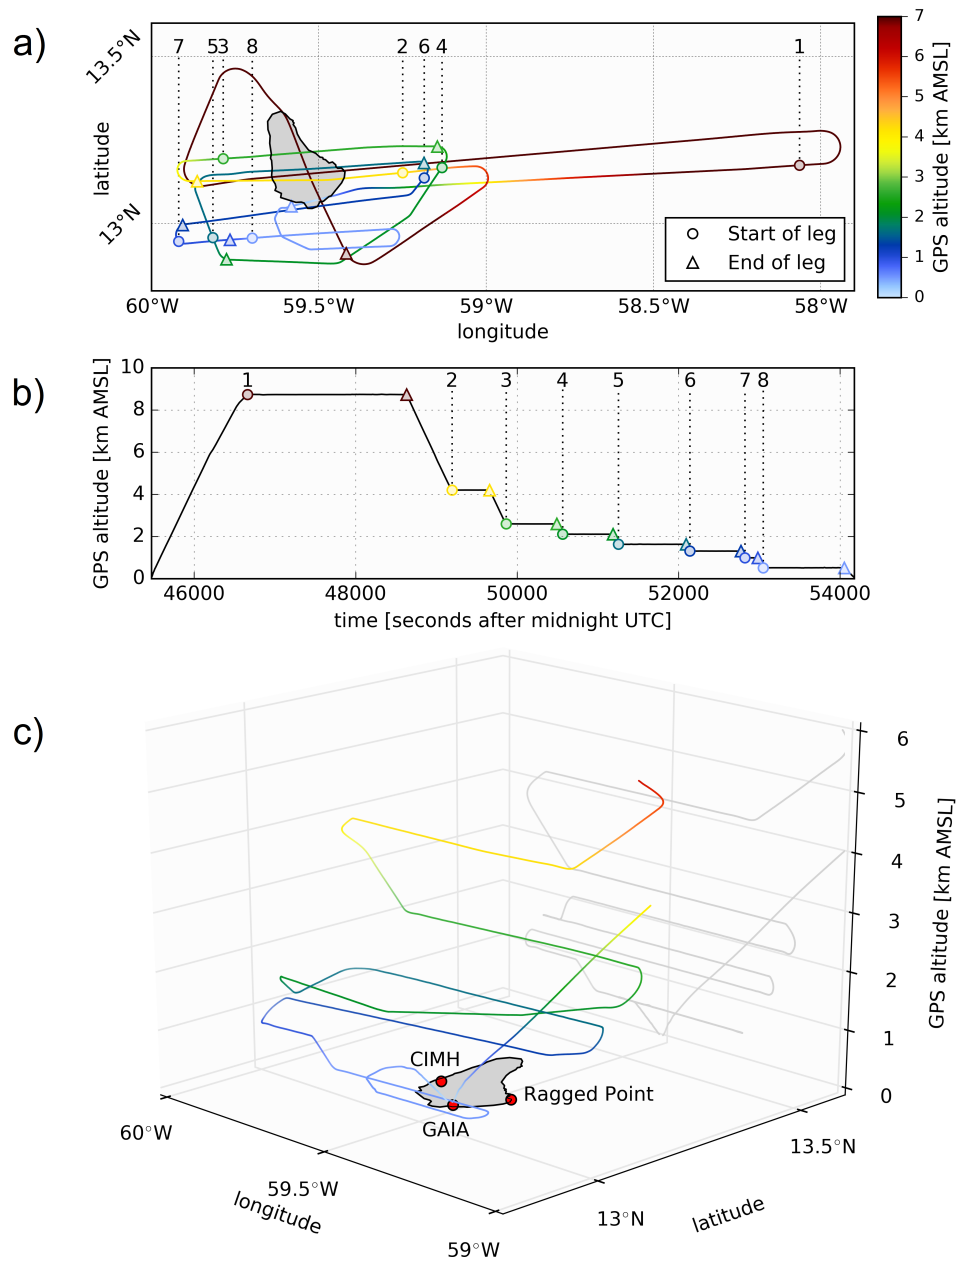 a)
7 5 3 8 2 6 4 1
13.5°N
13°N
latitude
60°W 59.5°W 59°W 58.5°W 58°W
longitude
Start of leg
End of leg
7
6
5
4
3
2
1
0
GPS altitude [km AMSL]
b)
10
8
6
4
2
0
GPS altitude [km AMSL]
1 2 3 4 5 6 7 8
46000 48000 50000 52000 54000
time [seconds after midnight UTC]
c)
6
5
4
3
2
1
0
GPS altitude [km AMSL]
CIMH
Ragged Point
GAIA
60°W
59.5°W
59°W
longitude
13°N
13.5°N
latitude